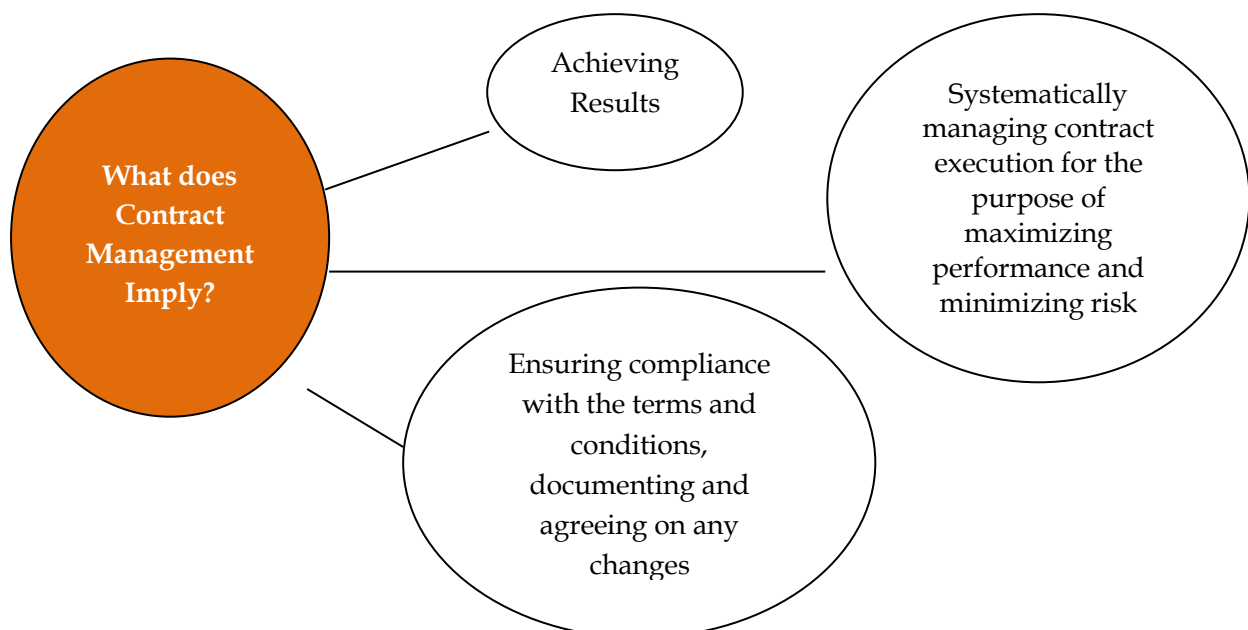 What does
Contract
Management
Imply?
Achieving
Results
Systematically
managing contract
execution for the
purpose of
maximizing
performance and
minimizing risk
Ensuring compliance
with the terms and
conditions,
documenting and
agreeing on any
changes